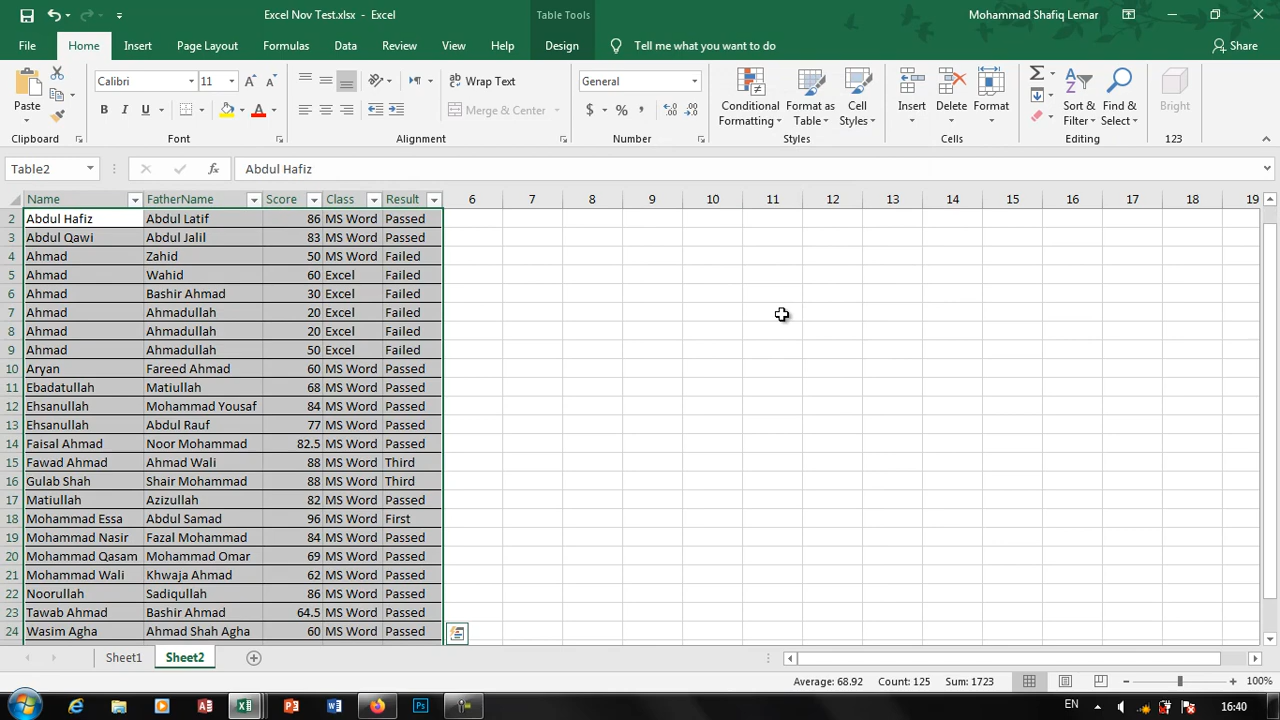 Excel Nov Test.xlsx - Excel
Table Tools
Mohammad Shafiq Lemar
File Home Insert Page Layout Formulas Data Review View Help Design Tell me what you want to do Share
Paste
Clipboard
Calibri 11
B I U
Font
Wrap Text
Merge & Center
Alignment
General
$ % ,
Number
Conditional Formatting
Format as Table
Cell Styles
Styles
Insert Delete Format
Cells
Sort & Filter
Find & Select
Editing
Bright
123
Table2 fx Abdul Hafiz
Name FatherName Score Class Result 6 7 8 9 10 11 12 13 14 15 16 17 18 19
2 Abdul Hafiz Abdul Latif 86 MS Word Passed
3 Abdul Qawi Abdul Jalil 83 MS Word Passed
4 Ahmad Zahid 50 MS Word Failed
5 Ahmad Wahid 60 Excel Failed
6 Ahmad Bashir Ahmad 30 Excel Failed
7 Ahmad Ahmadullah 20 Excel Failed
8 Ahmad Ahmadullah 20 Excel Failed
9 Ahmad Ahmadullah 50 Excel Failed
10 Aryan Fareed Ahmad 60 MS Word Passed
11 Ebadatullah Matiullah 68 MS Word Passed
12 Ehsanullah Mohammad Yousaf 84 MS Word Passed
13 Ehsanullah Abdul Rauf 77 MS Word Passed
14 Faisal Ahmad Noor Mohammad 82.5 MS Word Passed
15 Fawad Ahmad Ahmad Wali 88 MS Word Third
16 Gulab Shah Shair Mohammad 88 MS Word Third
17 Matiullah Azizullah 82 MS Word Passed
18 Mohammad Essa Abdul Samad 96 MS Word First
19 Mohammad Nasir Fazal Mohammad 84 MS Word Passed
20 Mohammad Qasam Mohammad Omar 69 MS Word Passed
21 Mohammad Wali Khwaja Ahmad 62 MS Word Passed
22 Noorullah Sadiqullah 86 MS Word Passed
23 Tawab Ahmad Bashir Ahmad 64.5 MS Word Passed
24 Wasim Agha Ahmad Shah Agha 60 MS Word Passed
Sheet1 Sheet2
Average: 68.92 Count: 125 Sum: 1723 100%
EN 16:40